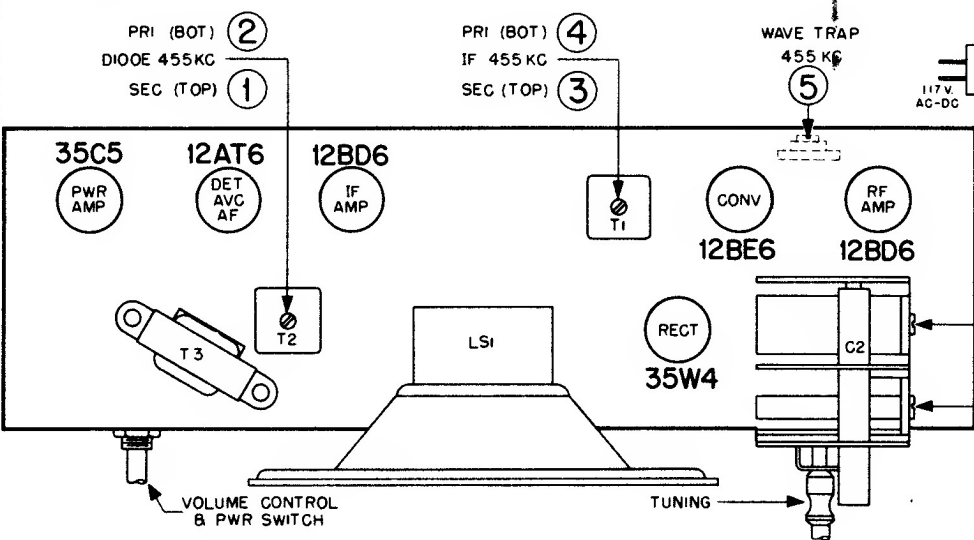 PRI (BOT) 2
DIODE 455KC
SEC (TOP) 1
PRI (BOT) 4
IF 455 KC
SEC (TOP) 3
WAVE TRAP
455 KC
5
117 V.
AC-DC
35C5
PWR
AMP
12AT6
DET
AVC
AF
12BD6
IF
AMP
T1
CONV
12BE6
RF
AMP
12BD6
T3
T2
LS1
RECT
35W4
C2
VOLUME CONTROL
& PWR SWITCH
TUNING